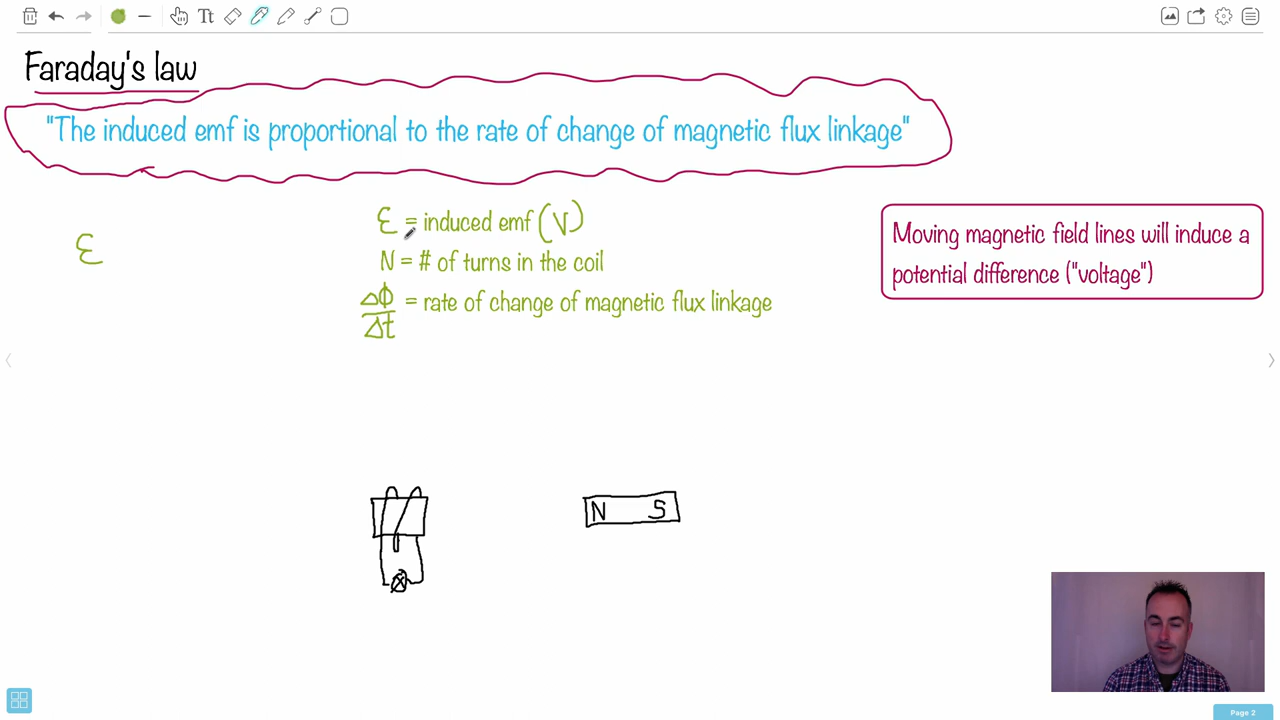 Tt
Faraday's law
"The induced emf is proportional to the rate of change of magnetic flux linkage"
ε
ε = induced emf (V)
N = # of turns in the coil
ΔΦ/Δt = rate of change of magnetic flux linkage
Moving magnetic field lines will induce a
potential difference ("voltage")
N S
Page 2